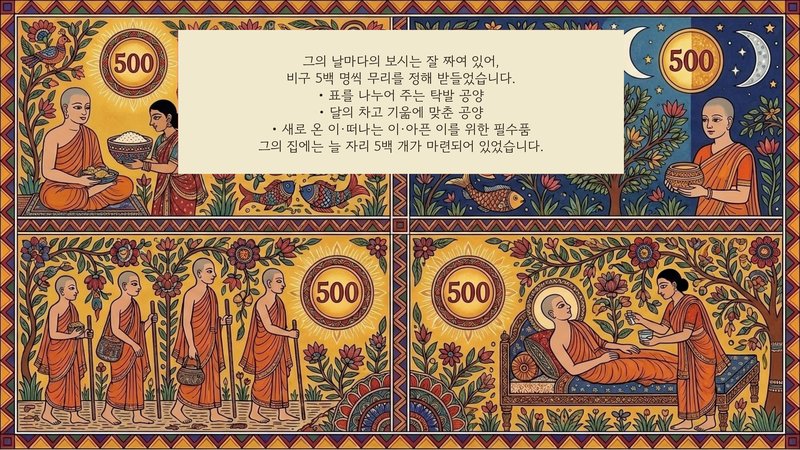 그의 날마다의 보시는 잘 짜여 있어,
비구 5백 명씩 무리를 정해 받들었습니다.
• 표를 나누어 주는 탁발 공양
• 달의 차고 기욺에 맞춘 공양
• 새로 온 이·떠나는 이·아픈 이를 위한 필수품
그의 집에는 늘 자리 5백 개가 마련되어 있었습니다.
500
500
500
500